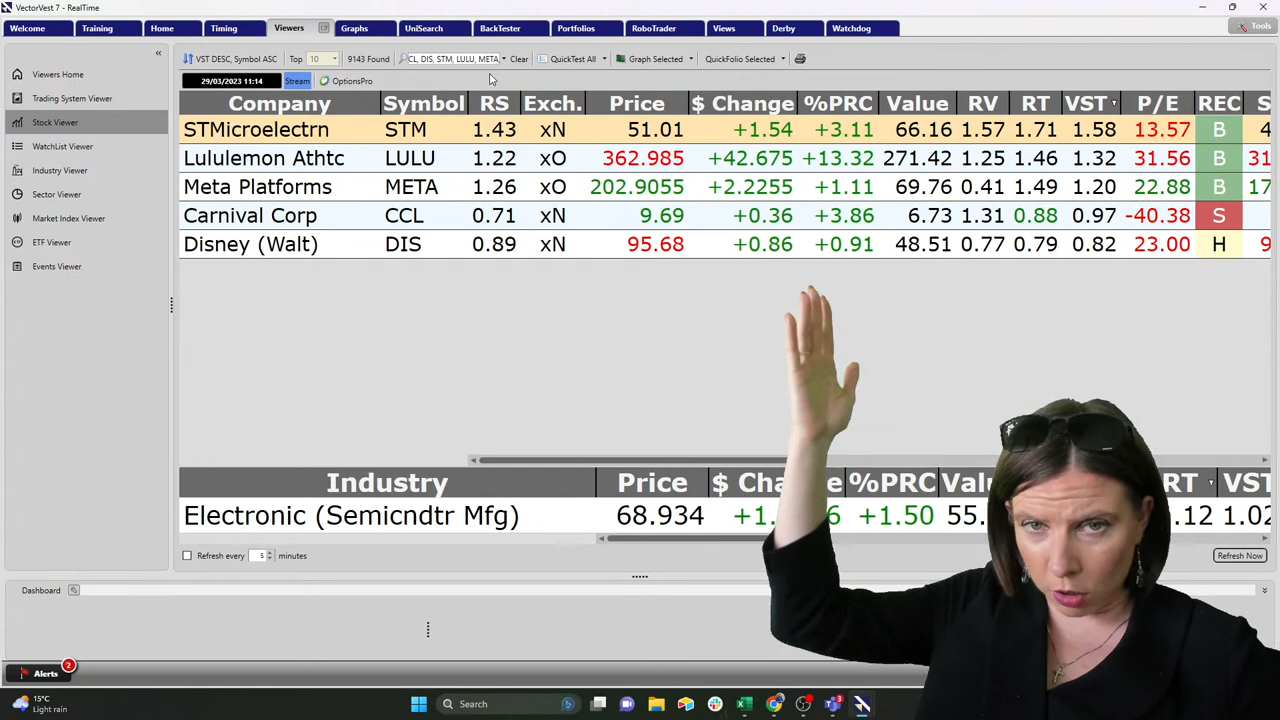 VectorVest 7 - RealTime
Welcome Training Home Timing Viewers Graphs UniSearch BackTester Portfolios RoboTrader Views Derby Watchdog Tools
VST DESC, Symbol ASC Top 10 9143 Found CL, DIS, STM, LULU, META Clear QuickTest All Graph Selected QuickFolio Selected
29/03/2023 11:14 Stream OptionsPro
Viewers Home
Trading System Viewer
Stock Viewer
WatchList Viewer
Industry Viewer
Sector Viewer
Market Index Viewer
ETF Viewer
Events Viewer
Company Symbol RS Exch. Price $ Change %PRC Value RV RT VST P/E REC S
STMicroelectrn STM 1.43 xN 51.01 +1.54 +3.11 66.16 1.57 1.71 1.58 13.57 B 4
Lululemon Athtc LULU 1.22 xO 362.985 +42.675 +13.32 271.42 1.25 1.46 1.32 31.56 B 31
Meta Platforms META 1.26 xO 202.9055 +2.2255 +1.11 69.76 0.41 1.49 1.20 22.88 B 17
Carnival Corp CCL 0.71 xN 9.69 +0.36 +3.86 6.73 1.31 0.88 0.97 -40.38 S
Disney (Walt) DIS 0.89 xN 95.68 +0.86 +0.91 48.51 0.77 0.79 0.82 23.00 H 9
Industry Price $ %PRC RT VST
Electronic (Semicndtr Mfg) 68.934 +1.50 1.02
Refresh every 5 minutes Refresh Now
Dashboard
Alerts 2
15°C
Light rain
Search